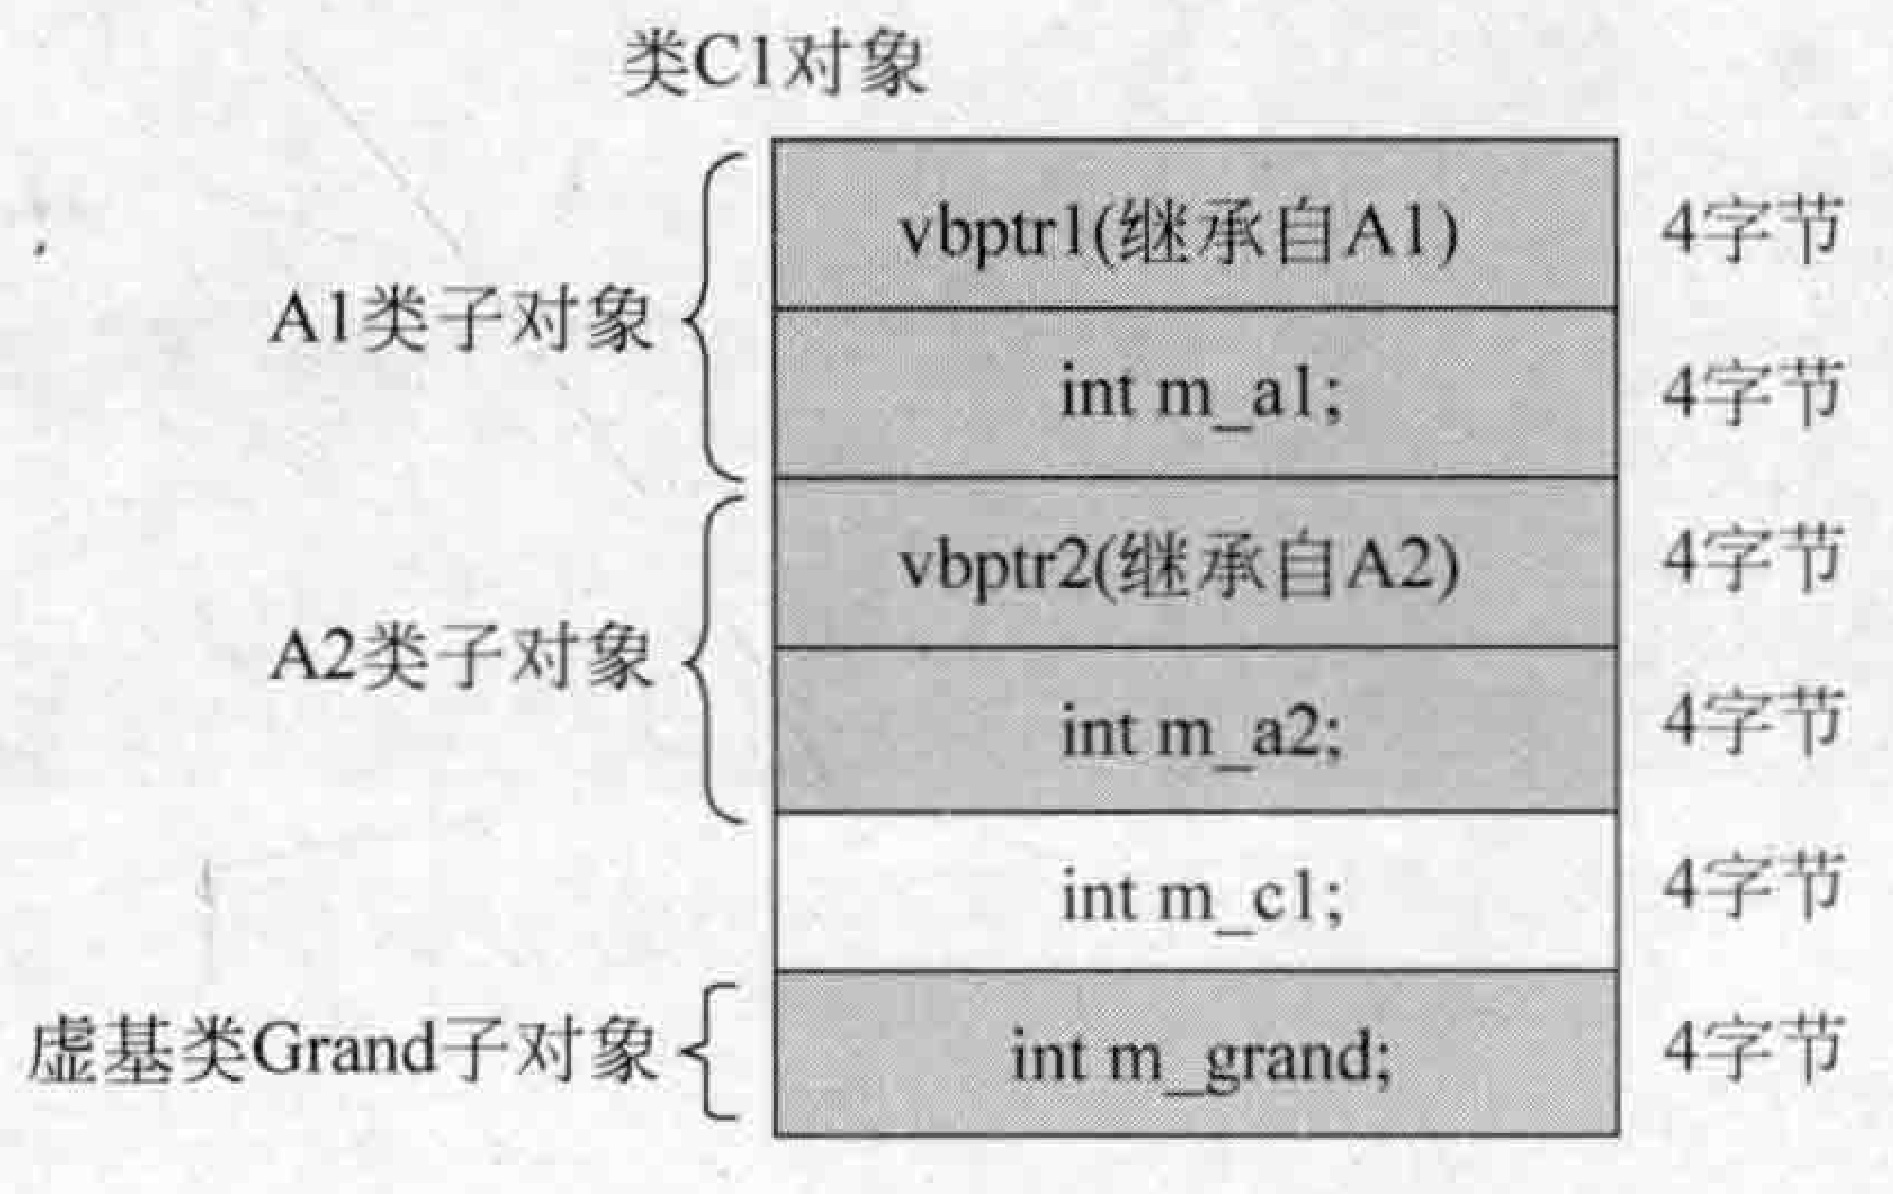 类C1对象
vbptr1(继承自A1)
4字节
A1类子对象
int m_a1;
4字节
vbptr2(继承自A2)
4字节
A2类子对象
int m_a2;
4字节
int m_c1;
4字节
虚基类Grand子对象
int m_grand;
4字节